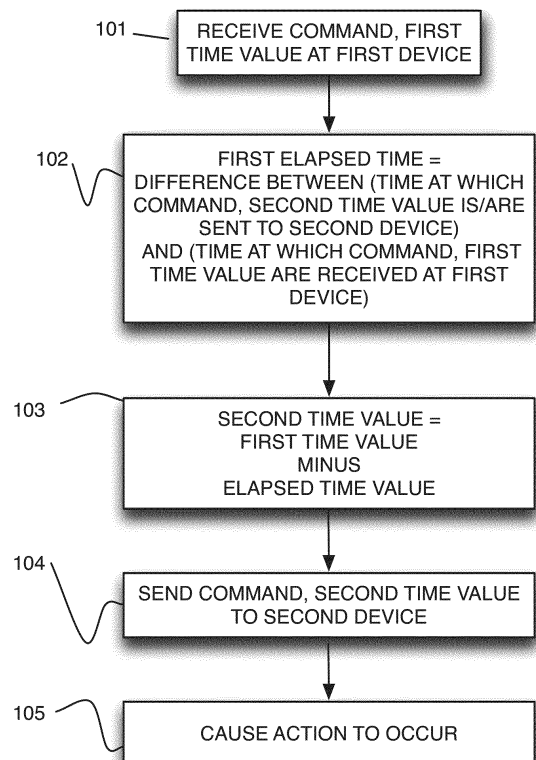 101
RECEIVE COMMAND, FIRST
TIME VALUE AT FIRST DEVICE
102
FIRST ELAPSED TIME =
DIFFERENCE BETWEEN (TIME AT WHICH
COMMAND, SECOND TIME VALUE IS/ARE
SENT TO SECOND DEVICE)
AND (TIME AT WHICH COMMAND, FIRST
TIME VALUE ARE RECEIVED AT FIRST
DEVICE)
103
SECOND TIME VALUE =
FIRST TIME VALUE
MINUS
ELAPSED TIME VALUE
104
SEND COMMAND, SECOND TIME VALUE
TO SECOND DEVICE
105
CAUSE ACTION TO OCCUR